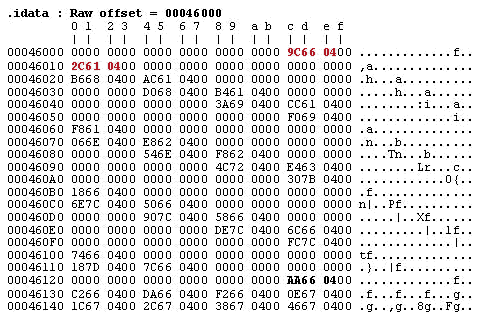 .idata : Raw offset = 00046000
0 1 2 3 4 5 6 7 8 9 a b c d e f
| | | | | | | |
00046000 0000 0000 0000 0000 0000 0000 9C66 0400 .............f..
00046010 2C61 0400 0000 0000 0000 0000 0000 0000 ,a..............
00046020 B668 0400 AC61 0400 0000 0000 0000 0000 .h...a..........
00046030 0000 0000 D068 0400 B461 0400 0000 0000 .....h...a......
00046040 0000 0000 0000 0000 3A69 0400 CC61 0400 ........:i...a..
00046050 0000 0000 0000 0000 0000 0000 F069 0400 .............i..
00046060 F861 0400 0000 0000 0000 0000 0000 0000 .a..............
00046070 066E 0400 E862 0400 0000 0000 0000 0000 .n...b..........
00046080 0000 0000 546E 0400 F862 0400 0000 0000 ....Tn...b......
00046090 0000 0000 0000 0000 4C72 0400 E463 0400 ........Lr...c..
000460A0 0000 0000 0000 0000 0000 0000 307B 0400 ............0{..
000460B0 1866 0400 0000 0000 0000 0000 0000 0000 .f..............
000460C0 6E7C 0400 5066 0400 0000 0000 0000 0000 n|..Pf..........
000460D0 0000 0000 907C 0400 5866 0400 0000 0000 .....|..Xf......
000460E0 0000 0000 0000 0000 DE7C 0400 6C66 0400 .........|..lf..
000460F0 0000 0000 0000 0000 0000 0000 FC7C 0400 .............|..
00046100 7466 0400 0000 0000 0000 0000 0000 0000 tf..............
00046110 187D 0400 7C66 0400 0000 0000 0000 0000 .}..|f..........
00046120 0000 0000 0000 0000 0000 0000 AA66 0400 .............f..
00046130 C266 0400 DA66 0400 F266 0400 0E67 0400 .f...f...f...g..
00046140 1C67 0400 2C67 0400 3867 0400 4667 0400 .g..,g..8g..Fg..